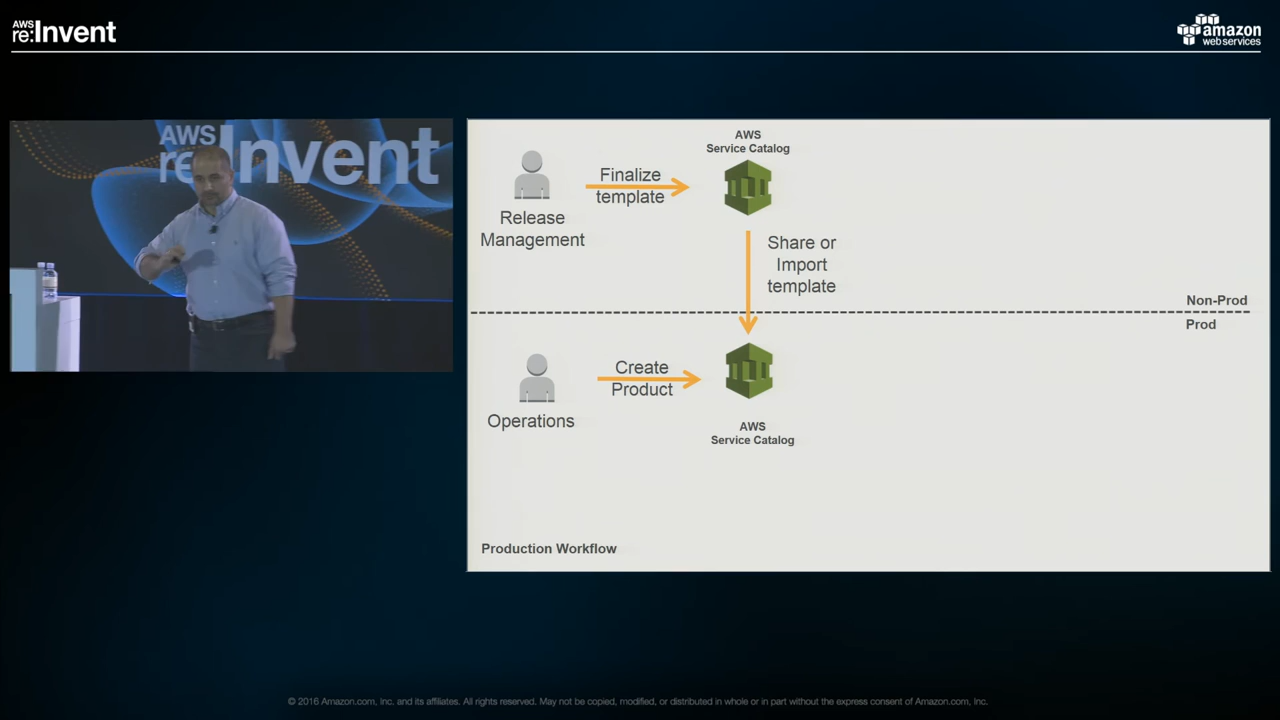 AWS
re:Invent
amazon
web services
AWS
re:Invent
AWS
Service Catalog
Finalize
template
Release
Management
Share or
Import
template
Non-Prod
Prod
Create
Product
Operations
AWS
Service Catalog
Production Workflow
© 2016 Amazon.com, Inc. and its affiliates. All rights reserved. May not be copied, modified, or distributed in whole or in part without the express consent of Amazon.com, Inc.